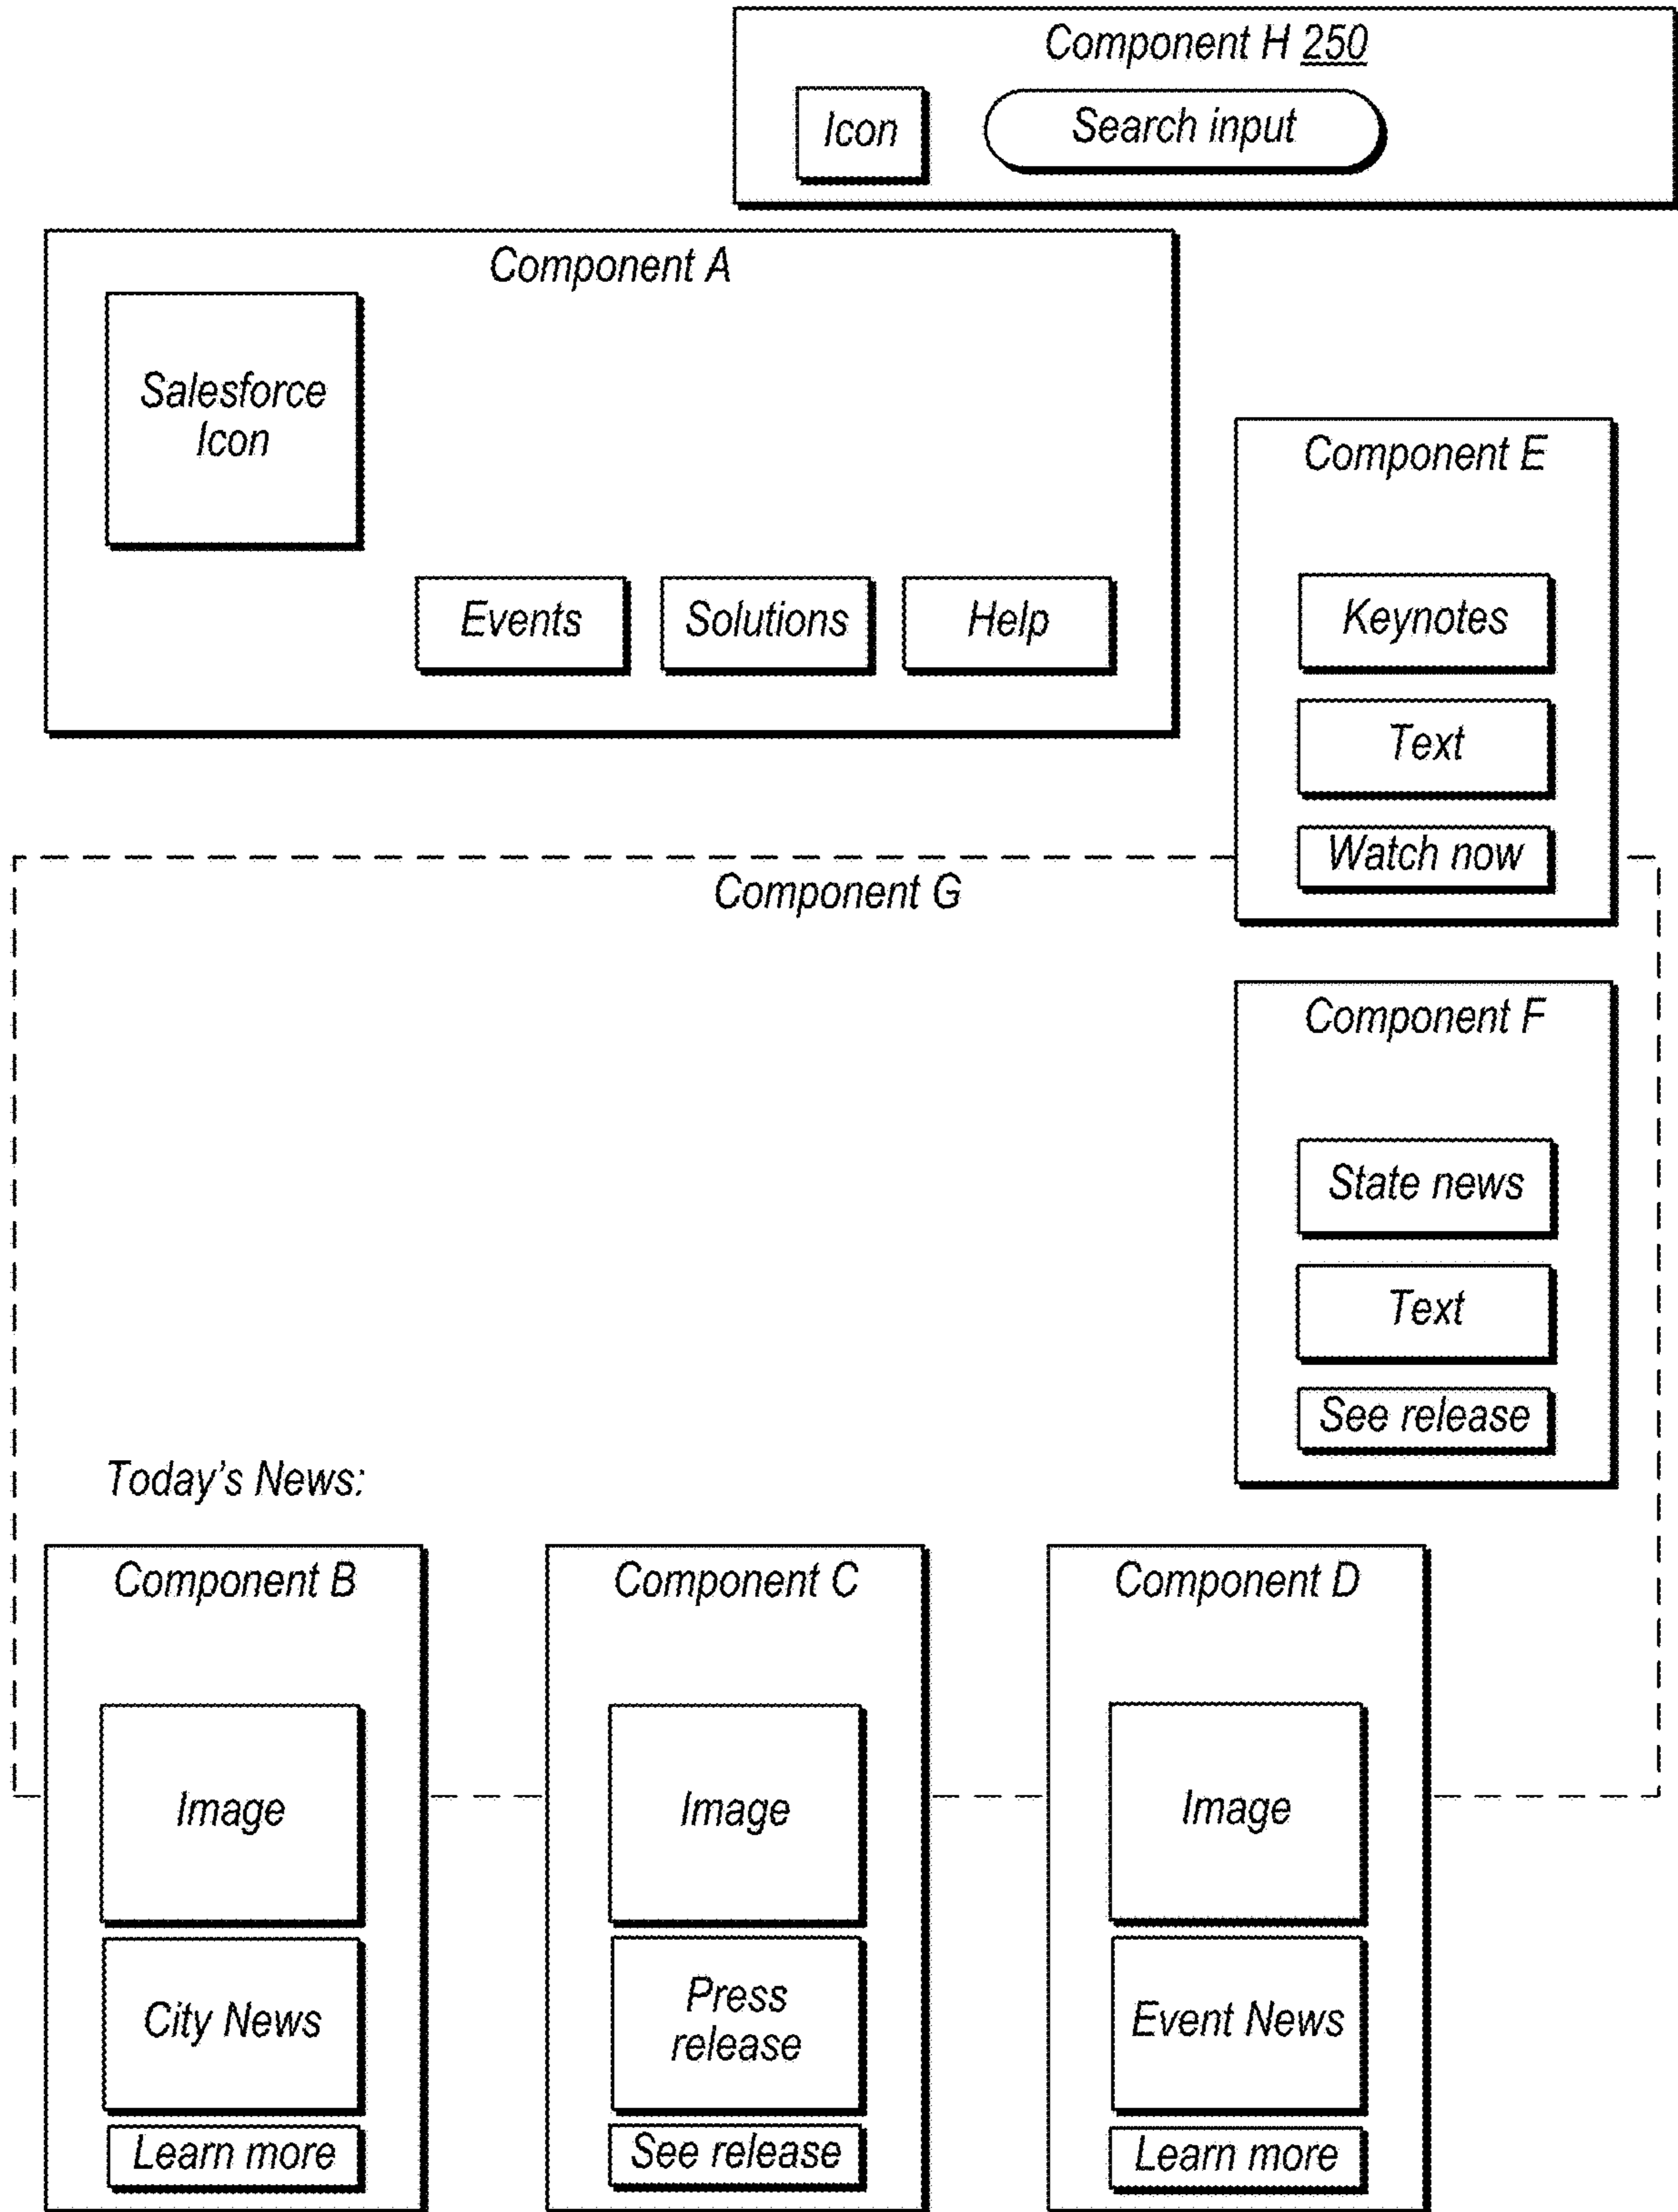 Component H 250
Icon
Search input
Component A
Salesforce
Icon
Events
Solutions
Help
Component E
Keynotes
Text
Watch now
Component G
Component F
State news
Text
See release
Today's News:
Component B
Image
City News
Learn more
Component C
Image
Press
release
See release
Component D
Image
Event News
Learn more